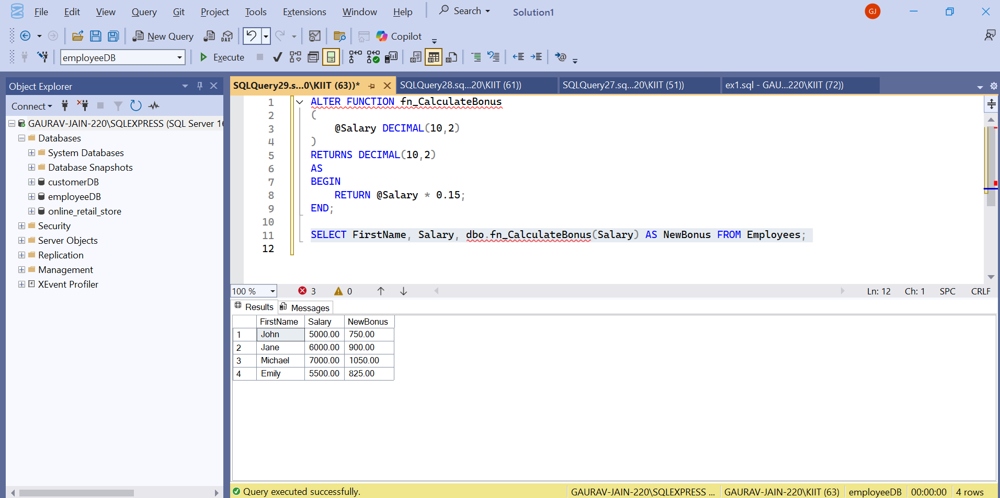 File Edit View Query Git Project Tools Extensions Window Help Search Solution1 GJ
New Query DAX Copilot
employeeDB Execute
Object Explorer
Connect
GAURAV-JAIN-220\SQLEXPRESS (SQL Server 16
Databases
System Databases
Database Snapshots
customerDB
employeeDB
online_retail_store
Security
Server Objects
Replication
Management
XEvent Profiler
SQLQuery29.s...0\KIIT (63))* SQLQuery28.sq...20\KIIT (61)) SQLQuery27.sq...20\KIIT (51)) ex1.sql - GAU...220\KIIT (72))
1 ALTER FUNCTION fn_CalculateBonus
2 (
3 @Salary DECIMAL(10,2)
4 )
5 RETURNS DECIMAL(10,2)
6 AS
7 BEGIN
8 RETURN @Salary * 0.15;
9 END;
10
11 SELECT FirstName, Salary, dbo.fn_CalculateBonus(Salary) AS NewBonus FROM Employees;
12
100 % 3 0 Ln: 12 Ch: 1 SPC CRLF
Results Messages
FirstName Salary NewBonus
1 John 5000.00 750.00
2 Jane 6000.00 900.00
3 Michael 7000.00 1050.00
4 Emily 5500.00 825.00
Query executed successfully. GAURAV-JAIN-220\SQLEXPRESS ... GAURAV-JAIN-220\KIIT (63) employeeDB 00:00:00 4 rows